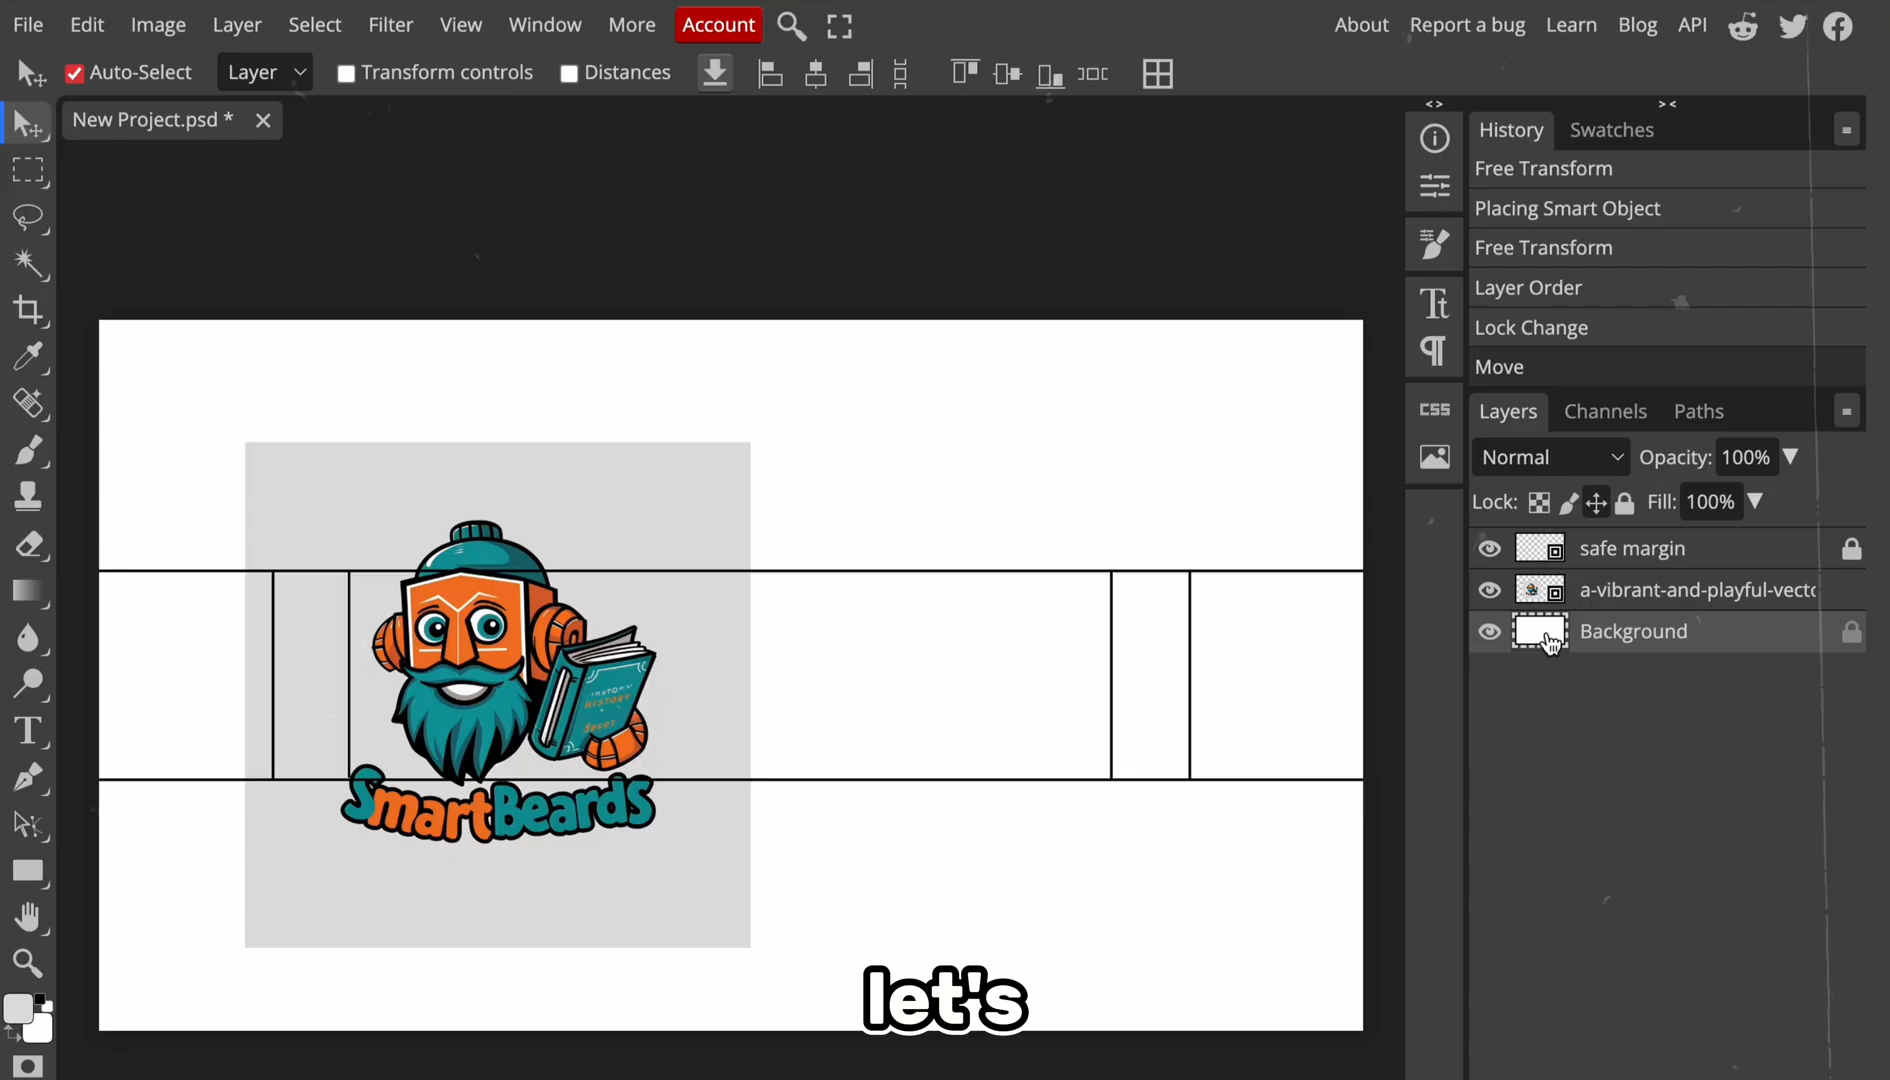 File Edit Image Layer Select Filter View Window More Account About Report a bug Learn Blog API
Auto-Select Layer Transform controls Distances
New Project.psd *
History Swatches
Free Transform
Placing Smart Object
Free Transform
Layer Order
Lock Change
Move
CSS
Layers Channels Paths
Normal Opacity: 100%
Lock: Fill: 100%
safe margin
a-vibrant-and-playful-vecto
Background
HISTORY
SmartBeards
let's